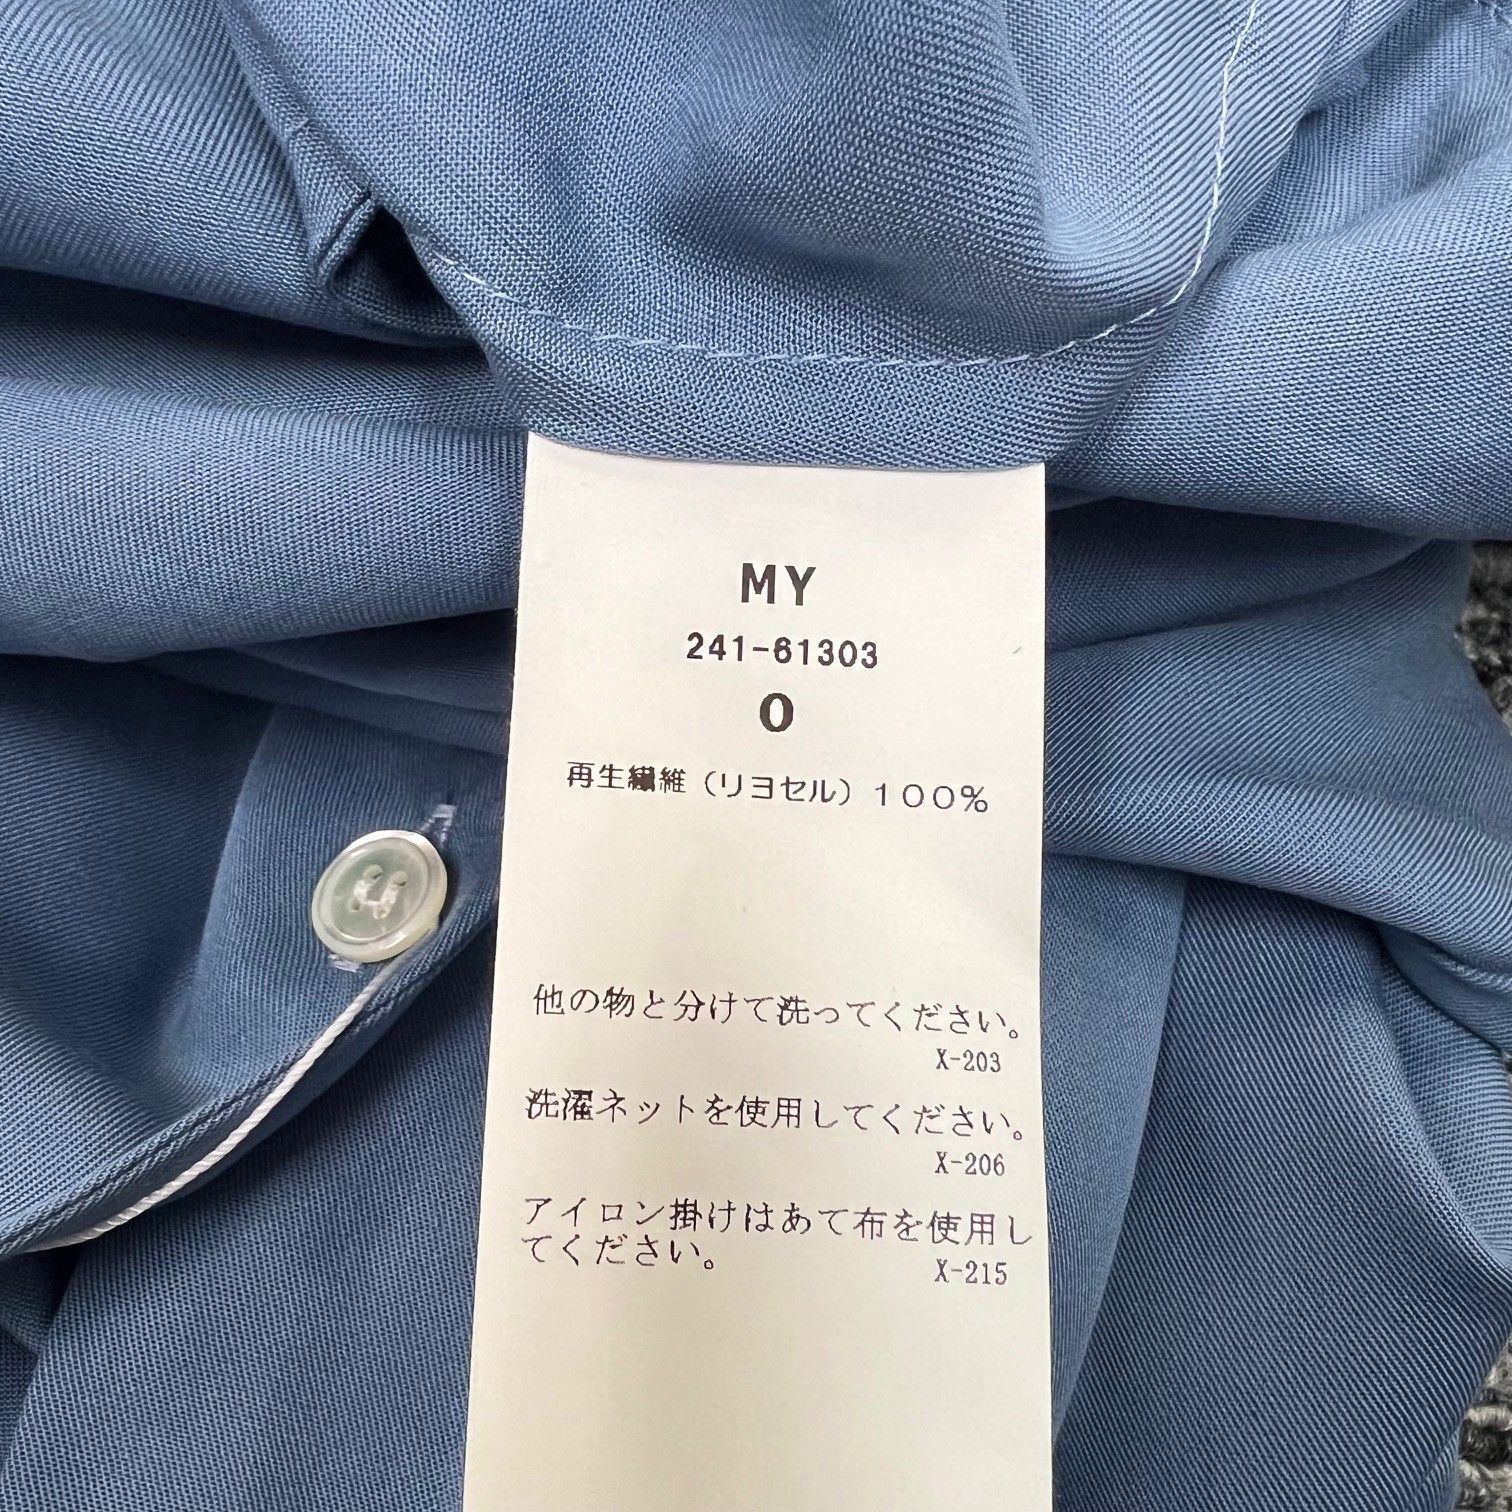 MY
241-61303
0
再生繊維（リヨセル）１００％
他の物と分けて洗ってください。
X-203
洗濯ネットを使用してください。
X-206
アイロン掛けはあて布を使用し
てください。
X-215